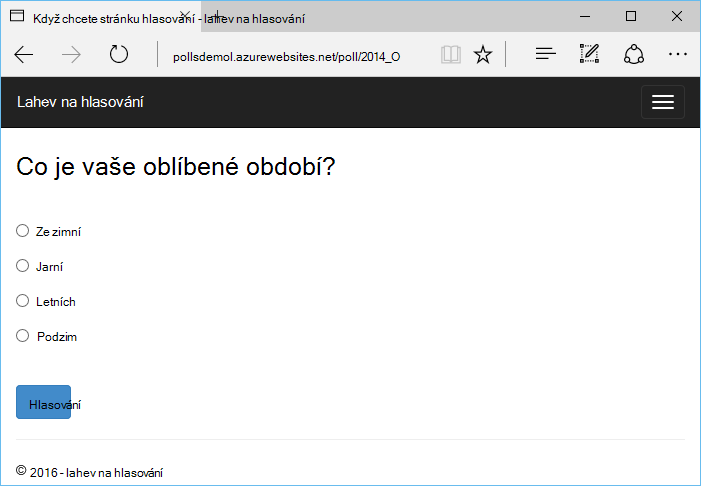 Když chcete stránku hlasování - lahev na hlasování
pollsdemol.azurewebsites.net/poll/2014_O
Lahev na hlasování
Co je vaše oblíbené období?
Ze zimní
Jarní
Letních
Podzim
Hlasování
© 2016 - lahev na hlasování